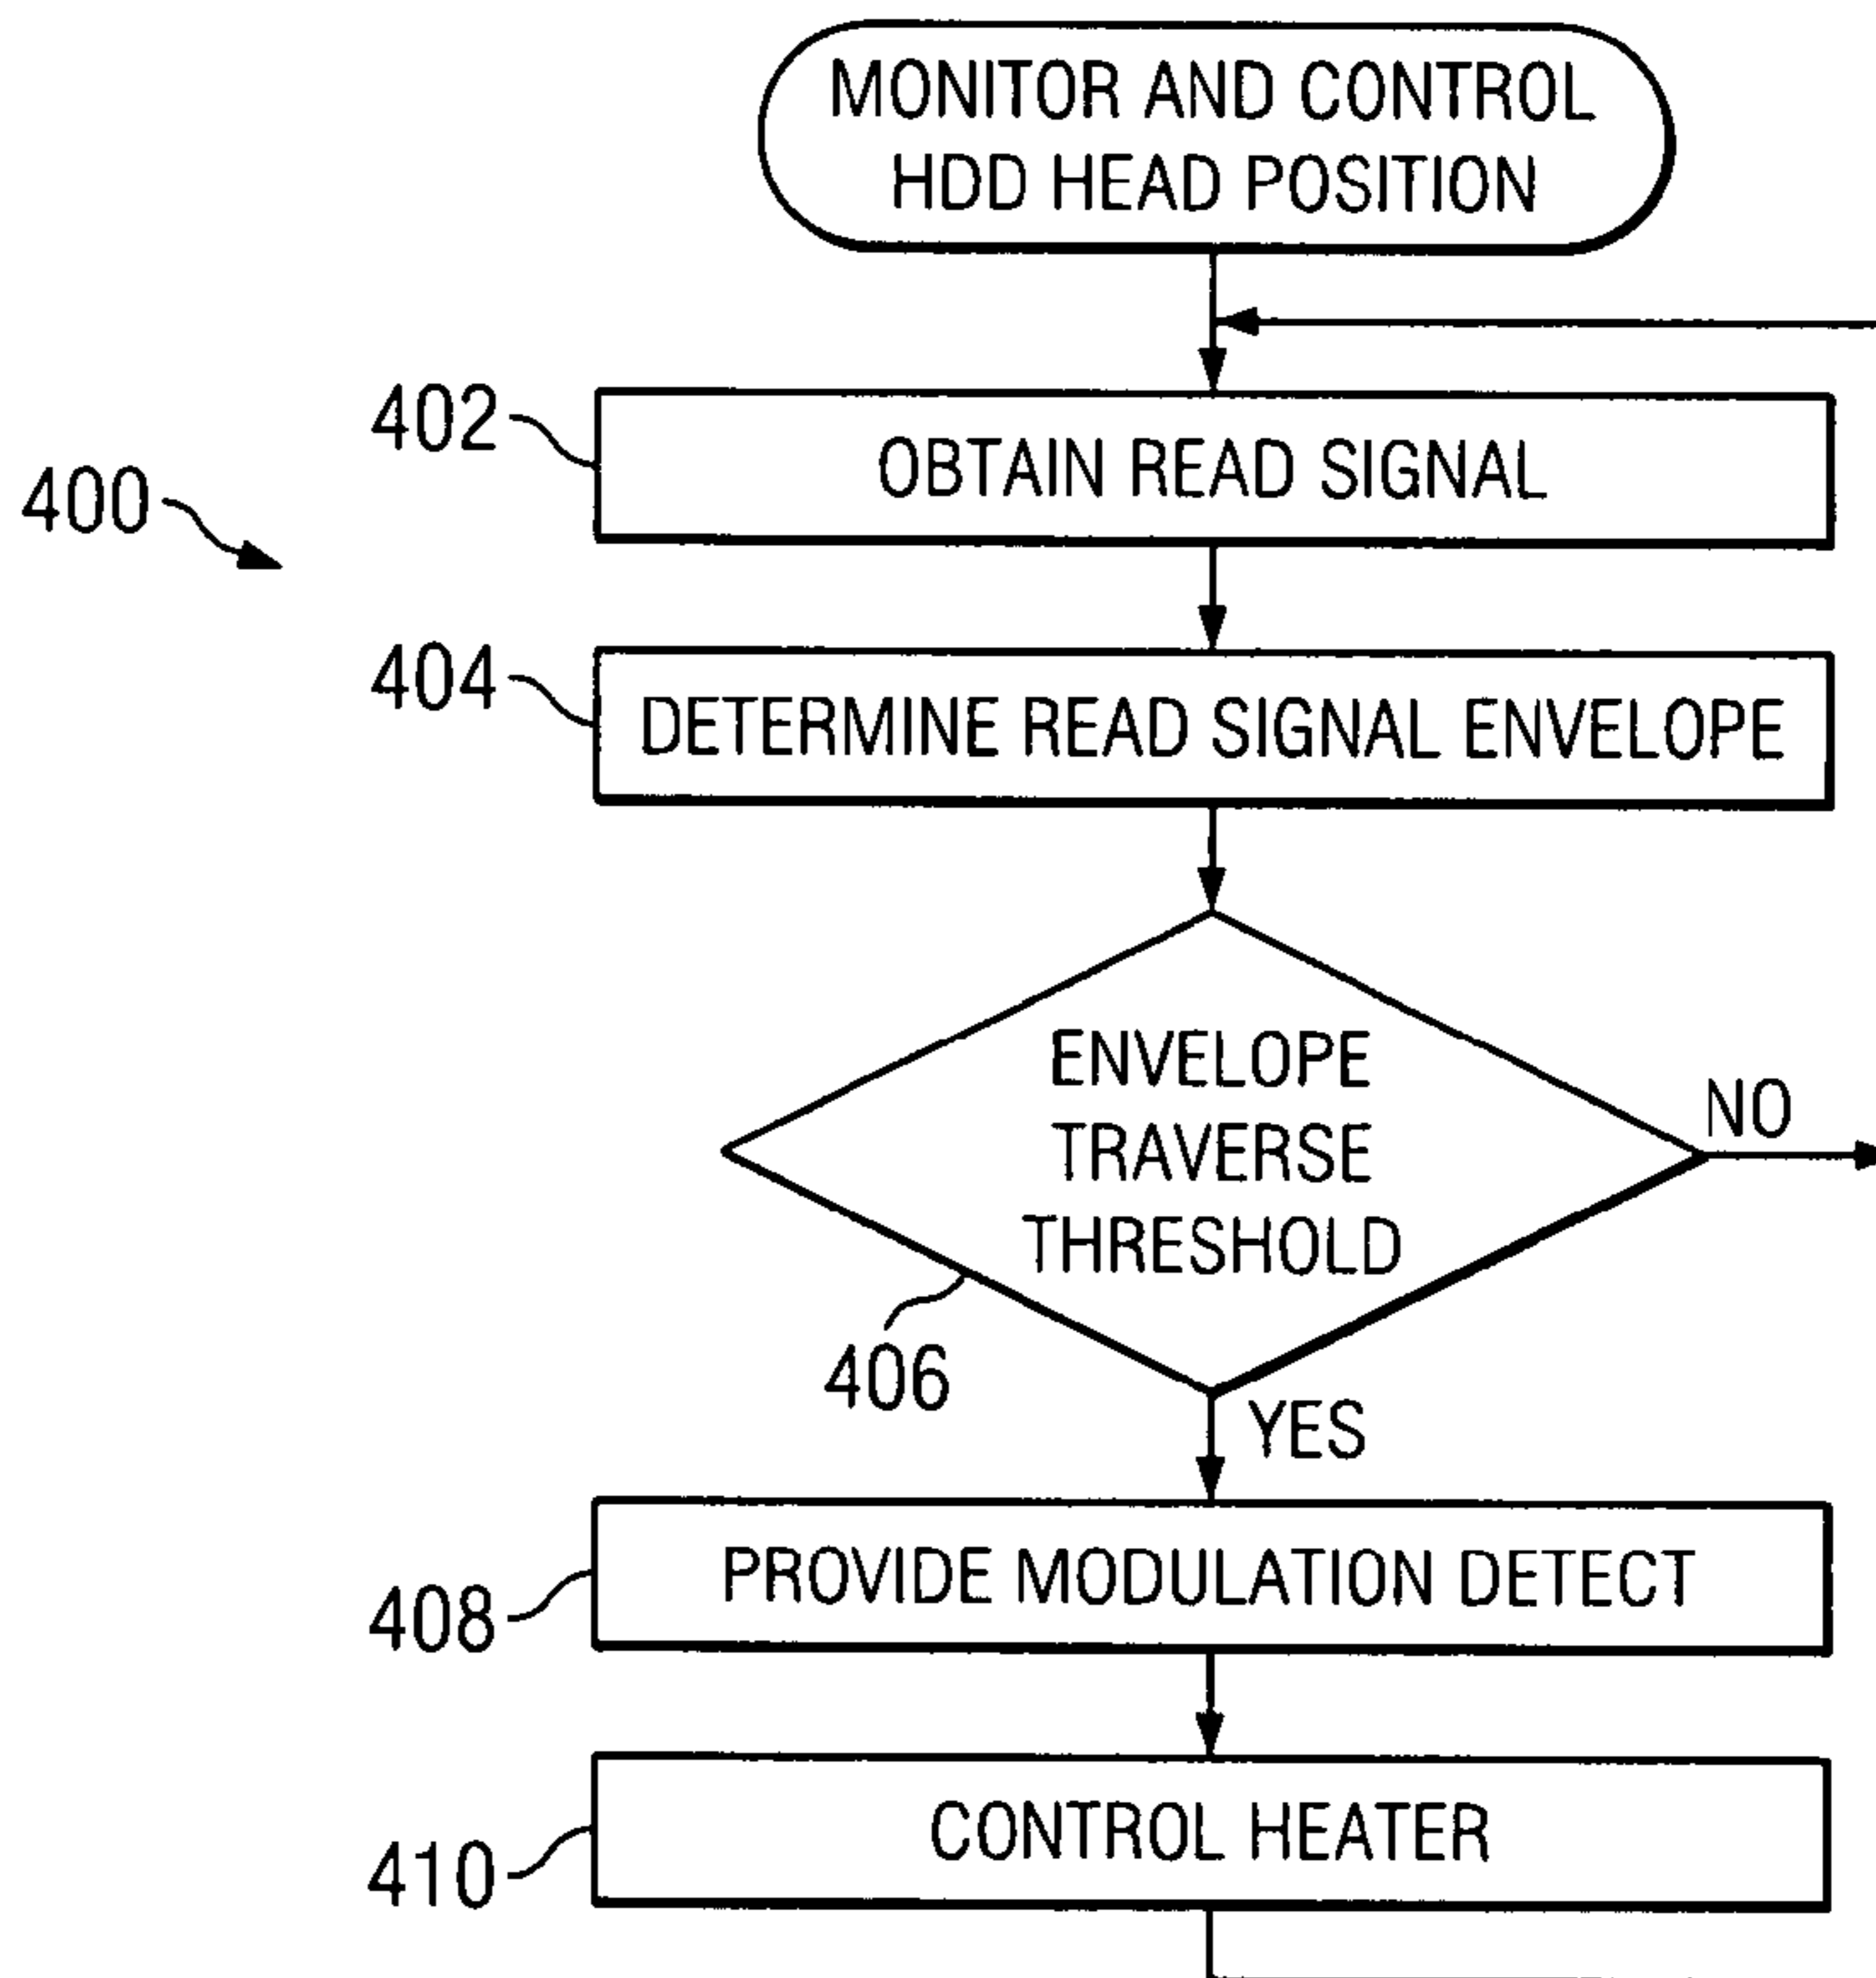 MONITOR AND CONTROL
HDD HEAD POSITION
402
OBTAIN READ SIGNAL
400
404
DETERMINE READ SIGNAL ENVELOPE
ENVELOPE
TRAVERSE
THRESHOLD
NO
406
YES
PROVIDE MODULATION DETECT
408
CONTROL HEATER
410